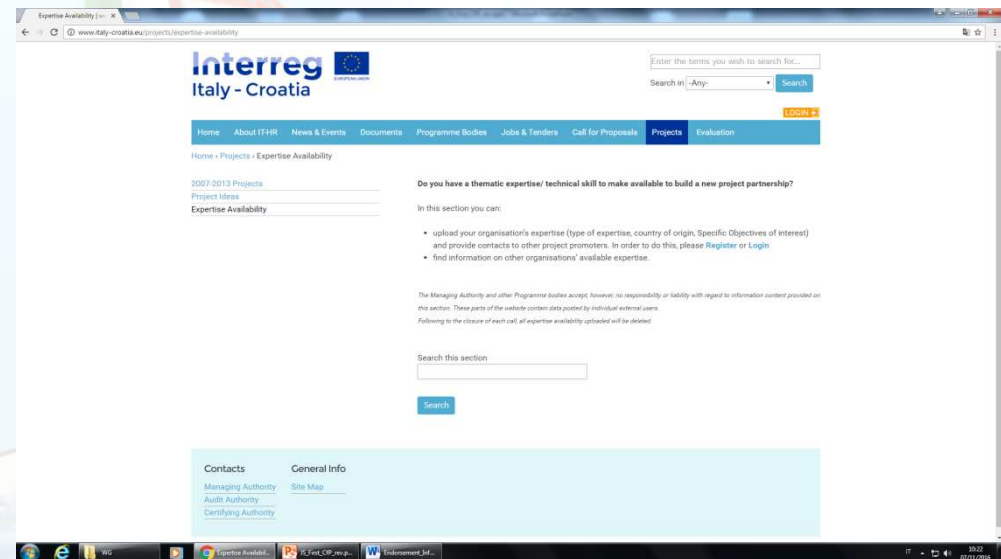 Expertise Availability | w
www.italy-croatia.eu/projects/expertise-availability
Interreg
EUROPEAN UNION
Italy - Croatia
Enter the terms you wish to search for...
Search in -Any- Search
LOGIN
Home About IT-HR News & Events Documents Programme Bodies Jobs & Tenders Call for Proposals Projects Evaluation
Home › Projects › Expertise Availability
2007-2013 Projects
Project Ideas
Expertise Availability
Do you have a thematic expertise/ technical skill to make available to build a new project partnership?
In this section you can:
• upload your organisation's expertise (type of expertise, country of origin, Specific Objectives of interest)
and provide contacts to other project promoters. In order to do this, please Register or Login
• find information on other organisations' available expertise.
The Managing Authority and other Programme bodies accept, however, no responsibility or liability with regard to information content provided on
this section. These parts of the website contain data posted by individual external users.
Following to the closure of each call, all expertise availability uploaded will be deleted.
Search this section
Search
Contacts General Info
Managing Authority Site Map
Audit Authority
Certifying Authority
WG Expertise Availabil... JS_First_CfP_rev.p... Endorsement_Inf... IT 10:22
07/11/2016